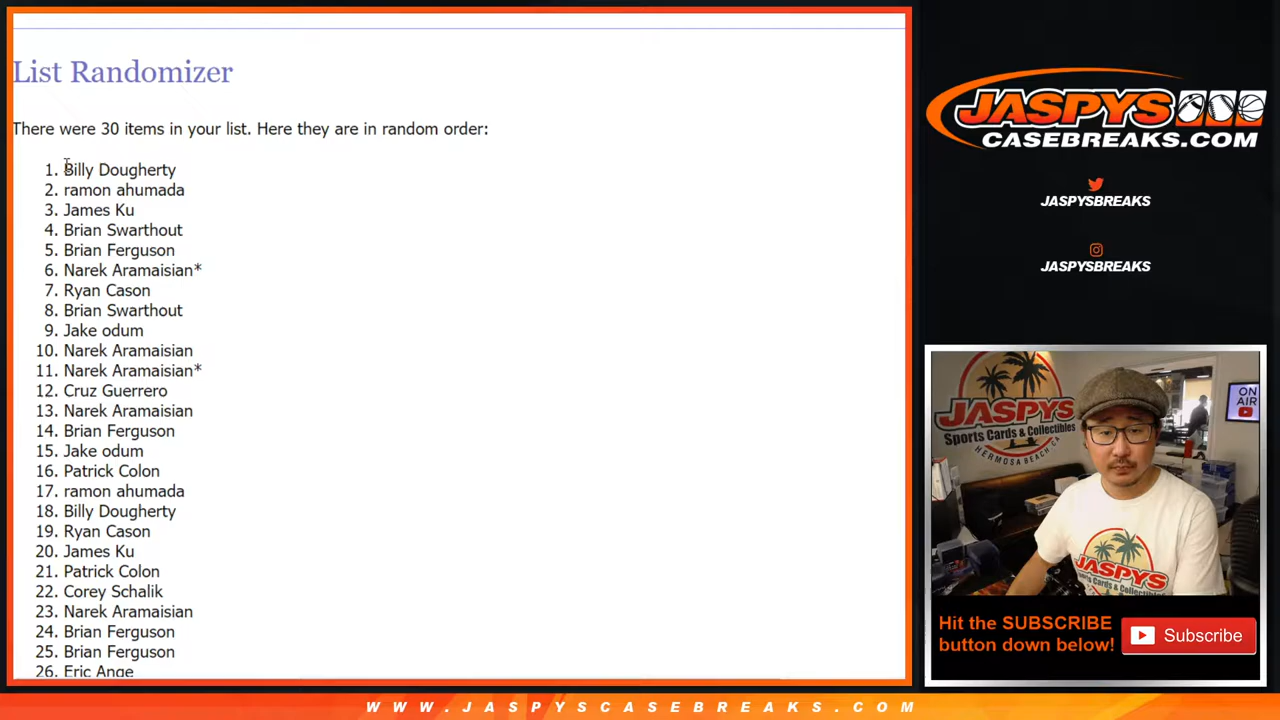 List Randomizer
There were 30 items in your list. Here they are in random order:
1. Billy Dougherty
2. ramon ahumada
3. James Ku
4. Brian Swarthout
5. Brian Ferguson
6. Narek Aramaisian*
7. Ryan Cason
8. Brian Swarthout
9. Jake odum
10. Narek Aramaisian
11. Narek Aramaisian*
12. Cruz Guerrero
13. Narek Aramaisian
14. Brian Ferguson
15. Jake odum
16. Patrick Colon
17. ramon ahumada
18. Billy Dougherty
19. Ryan Cason
20. James Ku
21. Patrick Colon
22. Corey Schalik
23. Narek Aramaisian
24. Brian Ferguson
25. Brian Ferguson
26. Eric Ange
JASPYS
CASEBREAKS.COM
JASPYSBREAKS
JASPYSBREAKS
JASPYS
Sports Cards & Collectibles
HERMOSA BEACH, CA
ON
AIR
JASPYS
Hit the SUBSCRIBE
button down below!
Subscribe
WWW.JASPYSCASEBREAKS.COM